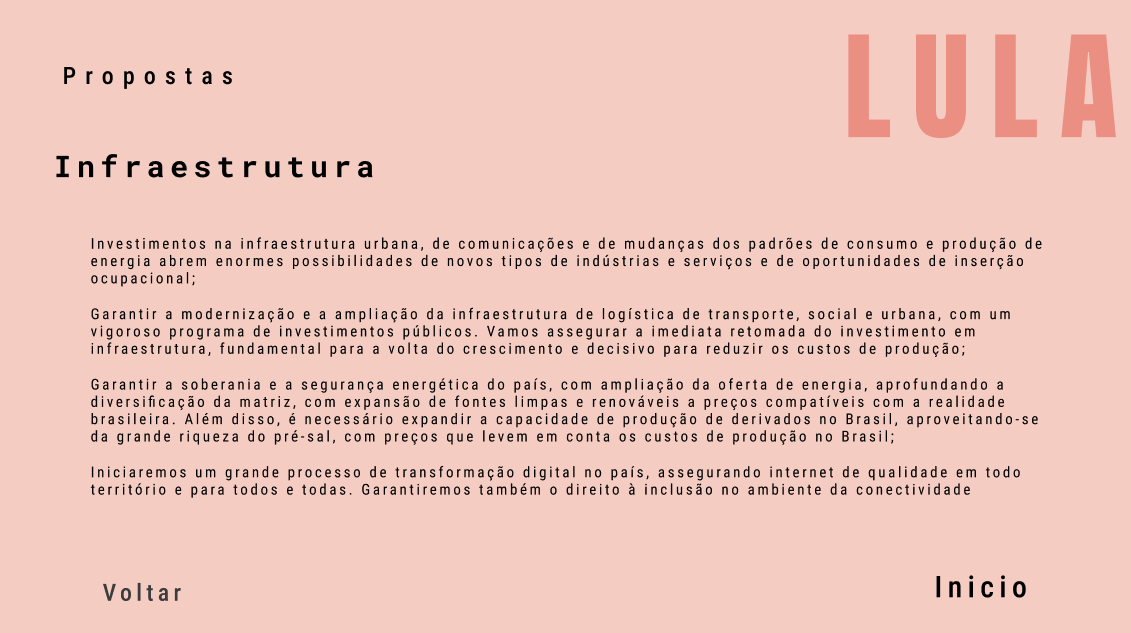 LULA
Propostas
Infraestrutura
Investimentos na infraestrutura urbana, de comunicações e de mudanças dos padrões de consumo e produção de
energia abrem enormes possibilidades de novos tipos de indústrias e serviços e de oportunidades de inserção
ocupacional;
Garantir a modernização e a ampliação da infraestrutura de logística de transporte, social e urbana, com um
vigoroso programa de investimentos públicos. Vamos assegurar a imediata retomada do investimento em
infraestrutura, fundamental para a volta do crescimento e decisivo para reduzir os custos de produção;
Garantir a soberania e a segurança energética do país, com ampliação da oferta de energia, aprofundando a
diversificação da matriz, com expansão de fontes limpas e renováveis a preços compatíveis com a realidade
brasileira. Além disso, é necessário expandir a capacidade de produção de derivados no Brasil, aproveitando-se
da grande riqueza do pré-sal, com preços que levem em conta os custos de produção no Brasil;
Iniciaremos um grande processo de transformação digital no país, assegurando internet de qualidade em todo
território e para todos e todas. Garantiremos também o direito à inclusão no ambiente da conectividade
Voltar
Inicio